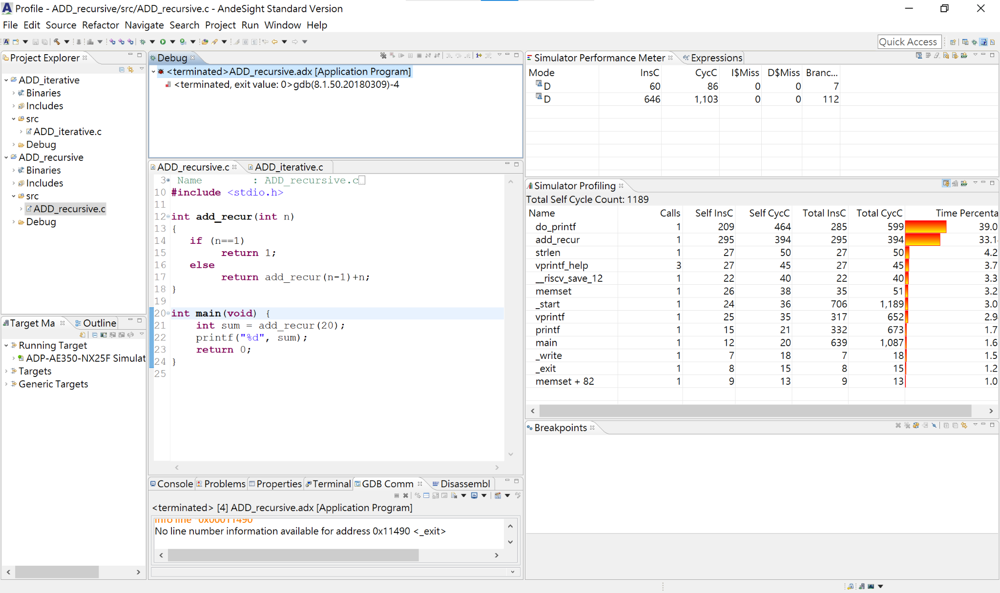 Profile - ADD_recursive/src/ADD_recursive.c - AndeSight Standard Version
File Edit Source Refactor Navigate Search Project Run Window Help
Quick Access
Project Explorer
ADD_iterative
Binaries
Includes
src
ADD_iterative.c
Debug
ADD_recursive
Binaries
Includes
src
ADD_recursive.c
Debug
Target Ma Outline
Running Target
ADP-AE350-NX25F Simulat
Targets
Generic Targets
Debug
<terminated>ADD_recursive.adx [Application Program]
<terminated, exit value: 0>gdb(8.1.50.20180309)-4
ADD_recursive.c ADD_iterative.c
3 Name : ADD_recursive.c
10 #include <stdio.h>
11
12 int add_recur(int n)
13 {
14 if (n==1)
15 return 1;
16 else
17 return add_recur(n-1)+n;
18 }
19
20 int main(void) {
21 int sum = add_recur(20);
22 printf("%d", sum);
23 return 0;
24 }
25
Console Problems Properties Terminal GDB Comm Disassembl
<terminated> [4] ADD_recursive.adx [Application Program]
info line *0x00011490
No line number information available for address 0x11490 <_exit>
Simulator Performance Meter Expressions
Mode InsC CycC I$Miss D$Miss Branc...
D 60 86 0 0 7
D 646 1,103 0 0 112
Simulator Profiling
Total Self Cycle Count: 1189
Name Calls Self InsC Self CycC Total InsC Total CycC Time Percenta
do_printf 1 209 464 285 599 39.0
add_recur 1 295 394 295 394 33.1
strlen 1 27 50 27 50 4.2
vprintf_help 3 27 45 27 45 3.7
__riscv_save_12 1 22 40 22 40 3.3
memset 1 26 38 35 51 3.2
_start 1 24 36 706 1,189 3.0
vprintf 1 25 35 317 652 2.9
printf 1 15 21 332 673 1.7
main 1 12 20 639 1,087 1.6
_write 1 7 18 7 18 1.5
_exit 1 8 15 8 15 1.2
memset + 82 1 9 13 9 13 1.0
Breakpoints